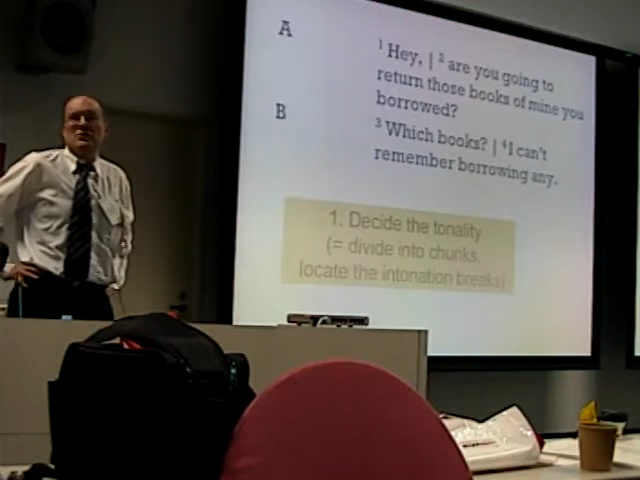 A
¹ Hey, | ² are you going to
return those books of mine you
borrowed?
B
³ Which books? | ⁴ I can't
remember borrowing any.
1. Decide the tonality
(= divide into chunks,
locate the intonation breaks)